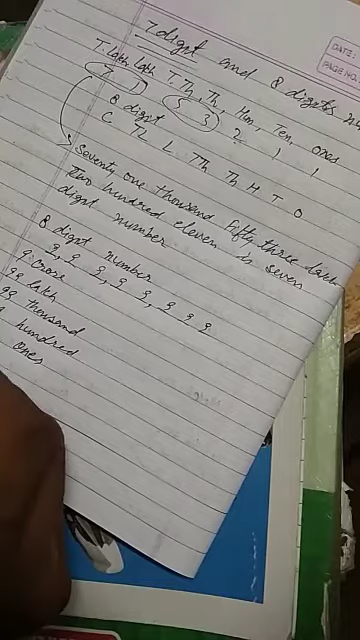 DATE:
PAGE NO.
7 digit and 8 digits
T. lakh lakh T. Th, Th, Hun, Ten, ones
7 1 5 3 2 1 1
8 digit
C TL L TTh Th H T O
Seventy one thousand fifty three lakh
two hundred eleven is seven
digit number
8 digit number
9, 9 9, 9 9, 9 9 9
9 crore
99 lakh
99 thousand
hundred
ones